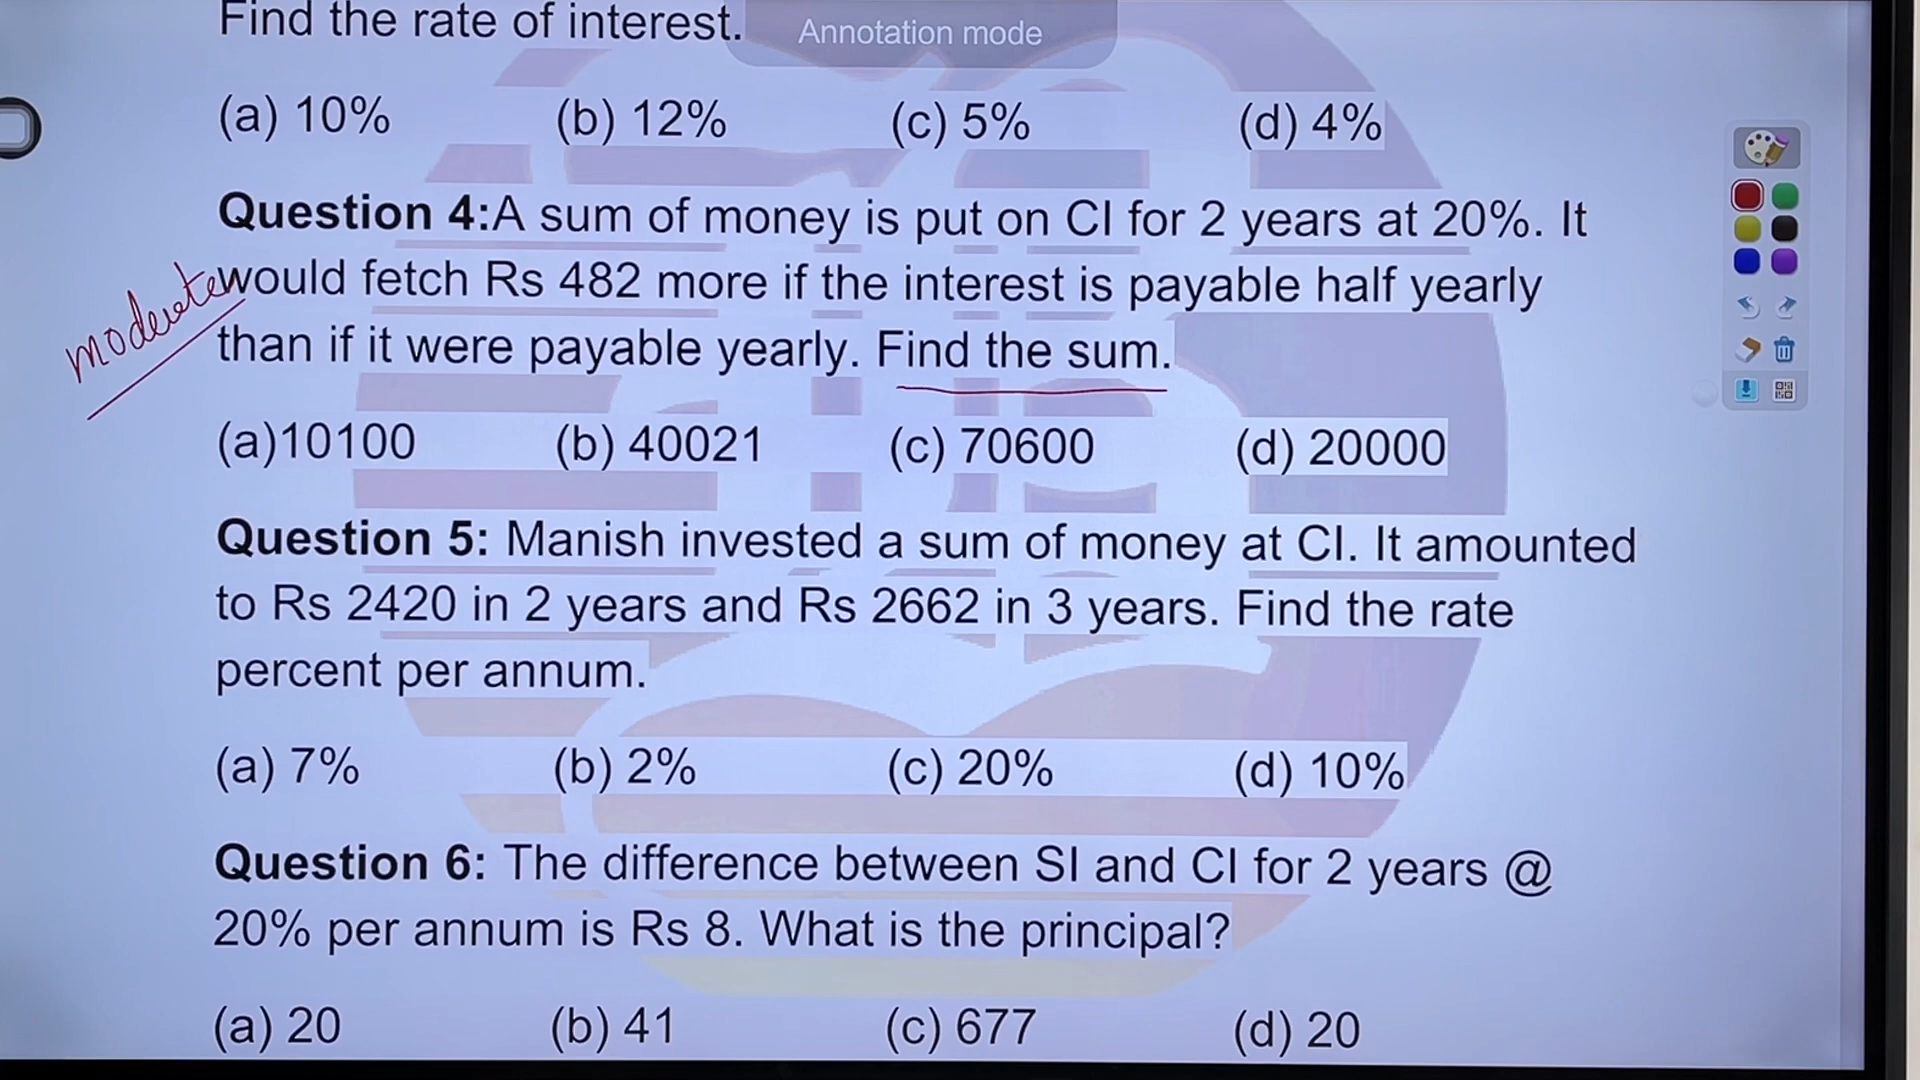 Find the rate of interest.
Annotation mode
(a) 10% (b) 12% (c) 5% (d) 4%
Question 4:A sum of money is put on CI for 2 years at 20%. It
moderate
would fetch Rs 482 more if the interest is payable half yearly
than if it were payable yearly. Find the sum.
(a)10100 (b) 40021 (c) 70600 (d) 20000
Question 5: Manish invested a sum of money at CI. It amounted
to Rs 2420 in 2 years and Rs 2662 in 3 years. Find the rate
percent per annum.
(a) 7% (b) 2% (c) 20% (d) 10%
Question 6: The difference between SI and CI for 2 years @
20% per annum is Rs 8. What is the principal?
(a) 20 (b) 41 (c) 677 (d) 20